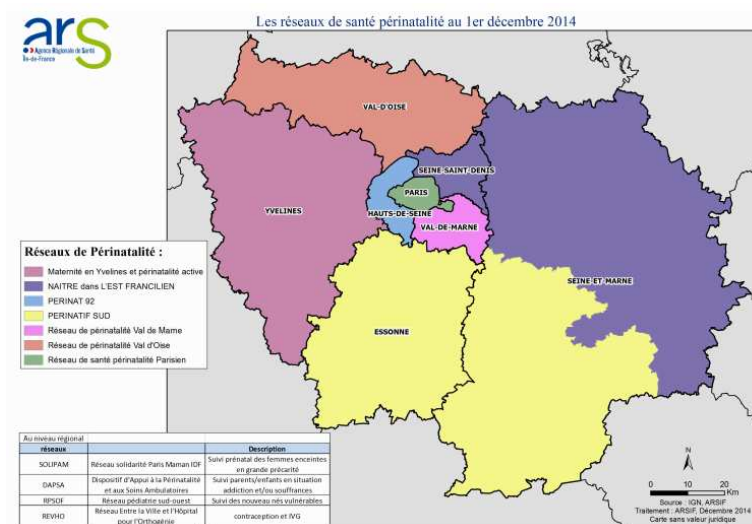 Les réseaux de santé périnatalité au 1er décembre 2014
ars
Agence Régionale de Santé
Île-de-France
VAL-D'OISE
SEINE-SAINT-DENIS
PARIS
HAUTS-DE-SEINE
YVELINES
VAL-DE-MARNE
SEINE-ET-MARNE
ESSONNE
Réseaux de Périnatalité :
Maternité en Yvelines et périnatalité active
NAITRE dans L'EST FRANCILIEN
PERINAT 92
PERINATIF SUD
Réseau de périnatalité Val de Marne
Réseau de périnatalité Val d'Oise
Réseau de santé périnatalité Parisien
Au niveau régional
réseaux Description
SOLIPAM Réseau solidarité Paris Maman IDF Suivi prénatal des femmes enceintes
en grande précarité
DAPSA Dispositif d'Appui à la Périnatalité
et aux Soins Ambulatoires Suivi parents/enfants en situation
addiction et/ou souffrances
RPSOF Réseau pédiatrie sud-ouest Suivi des nouveau nés vulnérables
REVHO Réseau Entre la Ville et l'Hôpital
pour l'Orthogénie contraception et IVG
N
0 10 20
Km
Source : IGN, ARSIF
Traitement : ARSIF, Décembre 2014
Carte sans valeur juridique